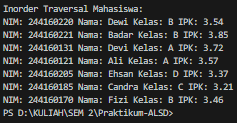 Inorder Traversal Mahasiswa:
NIM: 244160220 Nama: Dewi Kelas: B IPK: 3.54
NIM: 244160221 Nama: Badar Kelas: B IPK: 3.85
NIM: 244160131 Nama: Devi Kelas: A IPK: 3.72
NIM: 244160121 Nama: Ali Kelas: A IPK: 3.57
NIM: 244160205 Nama: Ehsan Kelas: D IPK: 3.37
NIM: 244160185 Nama: Candra Kelas: C IPK: 3.21
NIM: 244160170 Nama: Fizi Kelas: B IPK: 3.46
PS D:\KULIAH\SEM 2\Praktikum-ALSD>